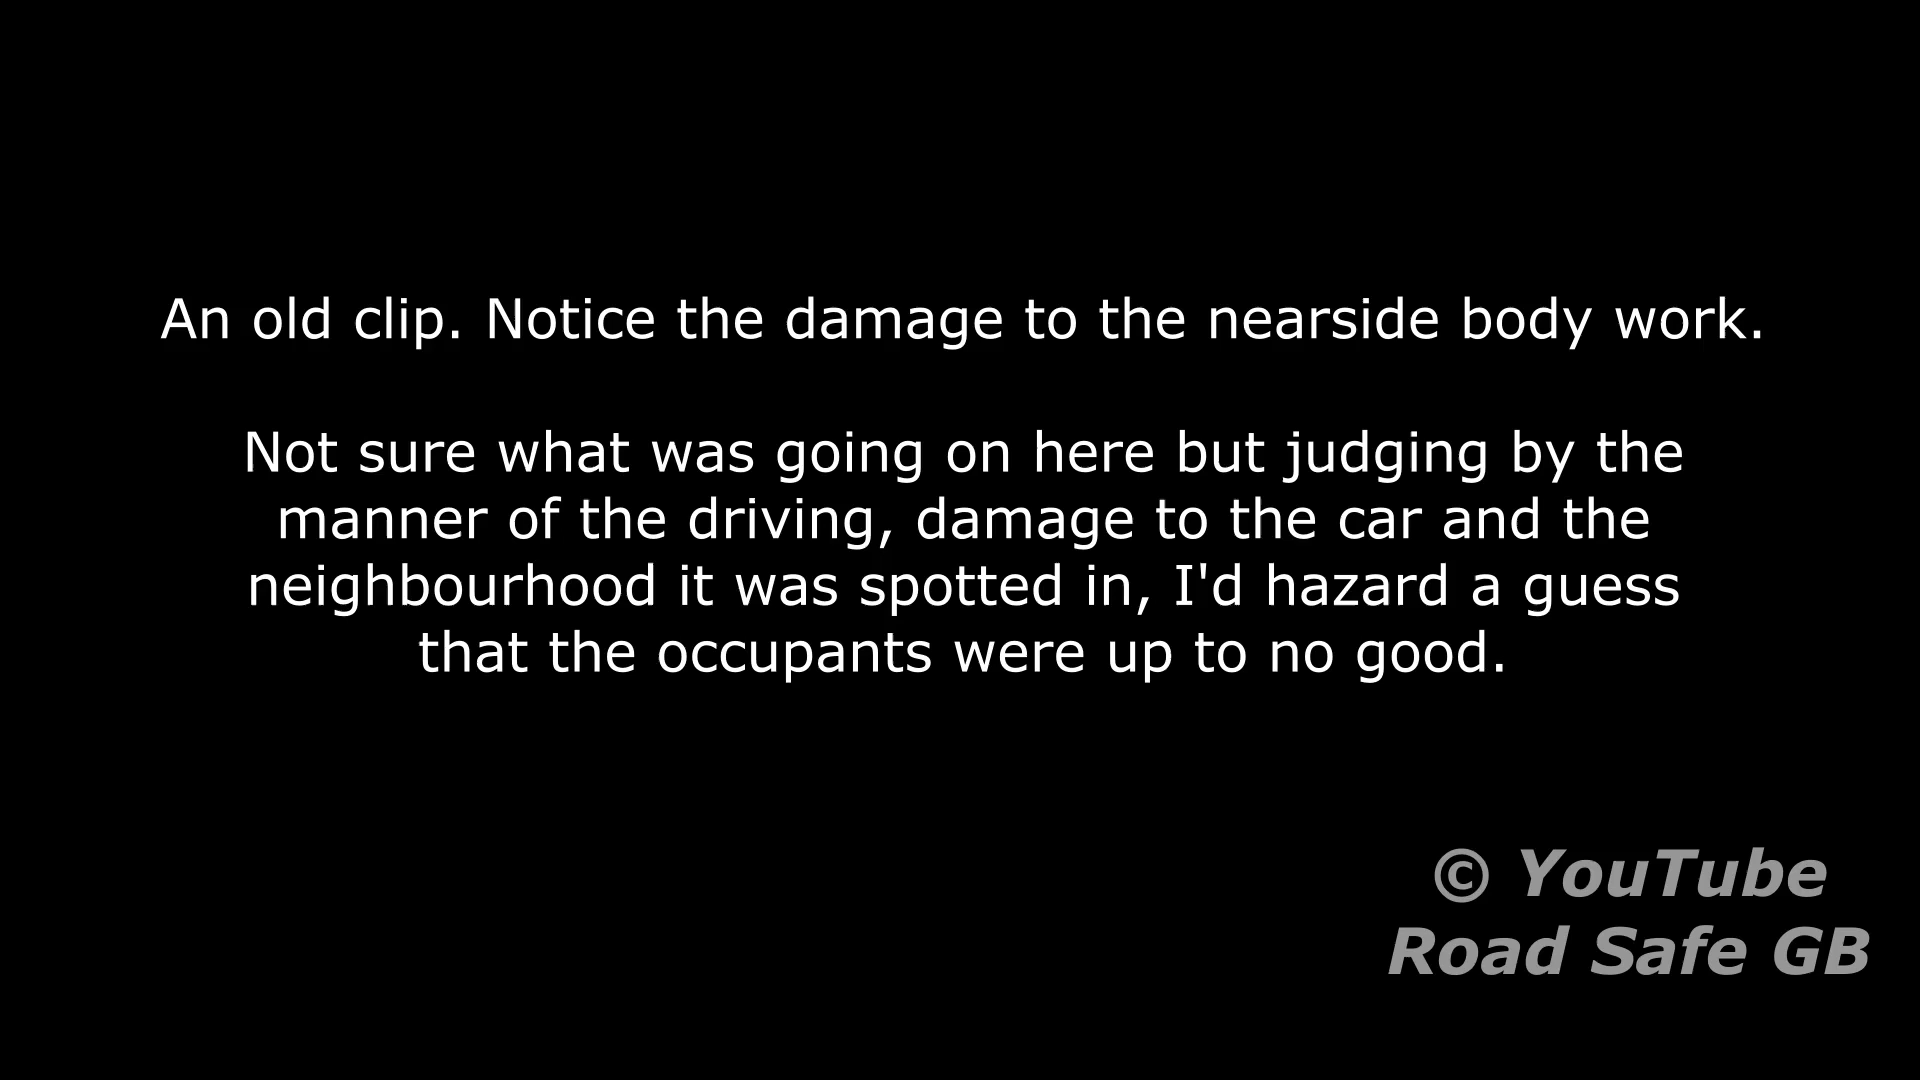 An old clip. Notice the damage to the nearside body work.
Not sure what was going on here but judging by the
manner of the driving, damage to the car and the
neighbourhood it was spotted in, I'd hazard a guess
that the occupants were up to no good.
© YouTube
Road Safe GB